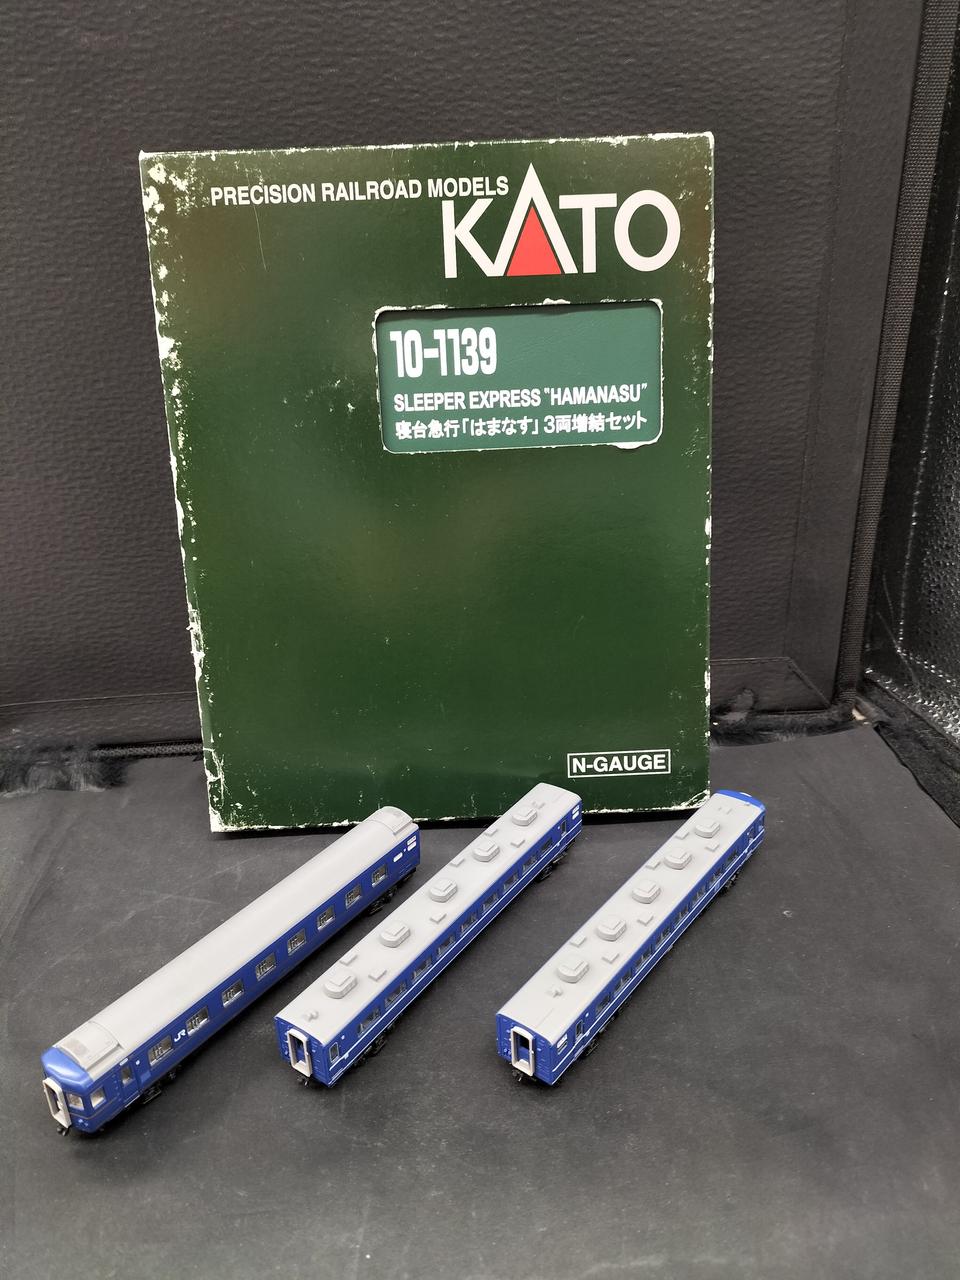 PRECISION RAILROAD MODELS
KATO
10-1139
SLEEPER EXPRESS "HAMANASU"
寝台急行「はまなす」3両増結セット
N-GAUGE
JR